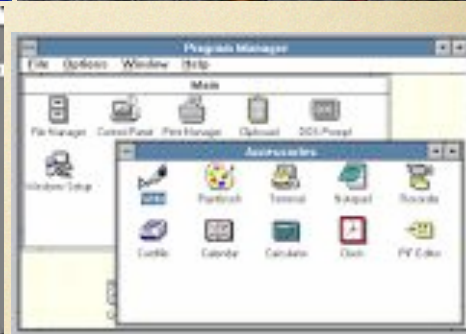 Program Manager
File Options Window Help
Main
File Manager Control Panel Print Manager Clipboard DOS Prompt
Windows Setup
Accessories
Write Paintbrush Terminal Notepad Recorder
Cardfile Calendar Calculator Clock PIF Editor